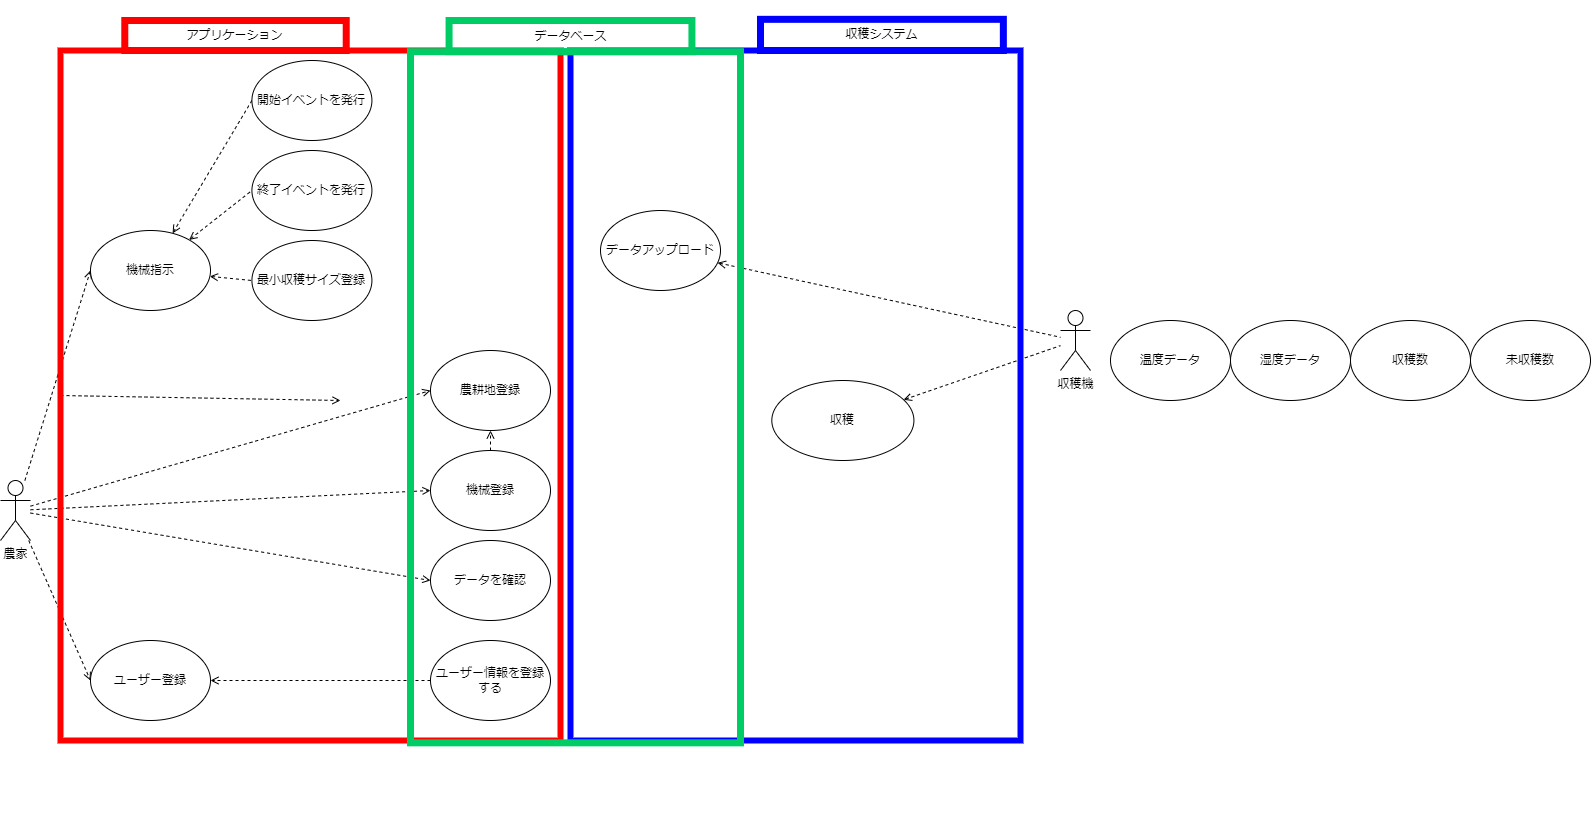 アプリケーション
データベース
収穫システム
開始イベントを発行
終了イベントを発行
機械指示
最小収穫サイズ登録
データアップロード
農耕地登録
収穫
収穫機
温度データ
湿度データ
収穫数
未収穫数
機械登録
農家
データを確認
ユーザー登録
ユーザー情報を登録
する